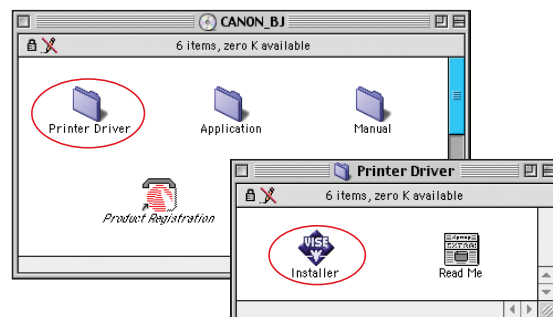 CANON_BJ
6 items, zero K available
Printer Driver
Application
Manual
Product Registration
Printer Driver
6 items, zero K available
VISE
Installer
EXTRA!
Read Me